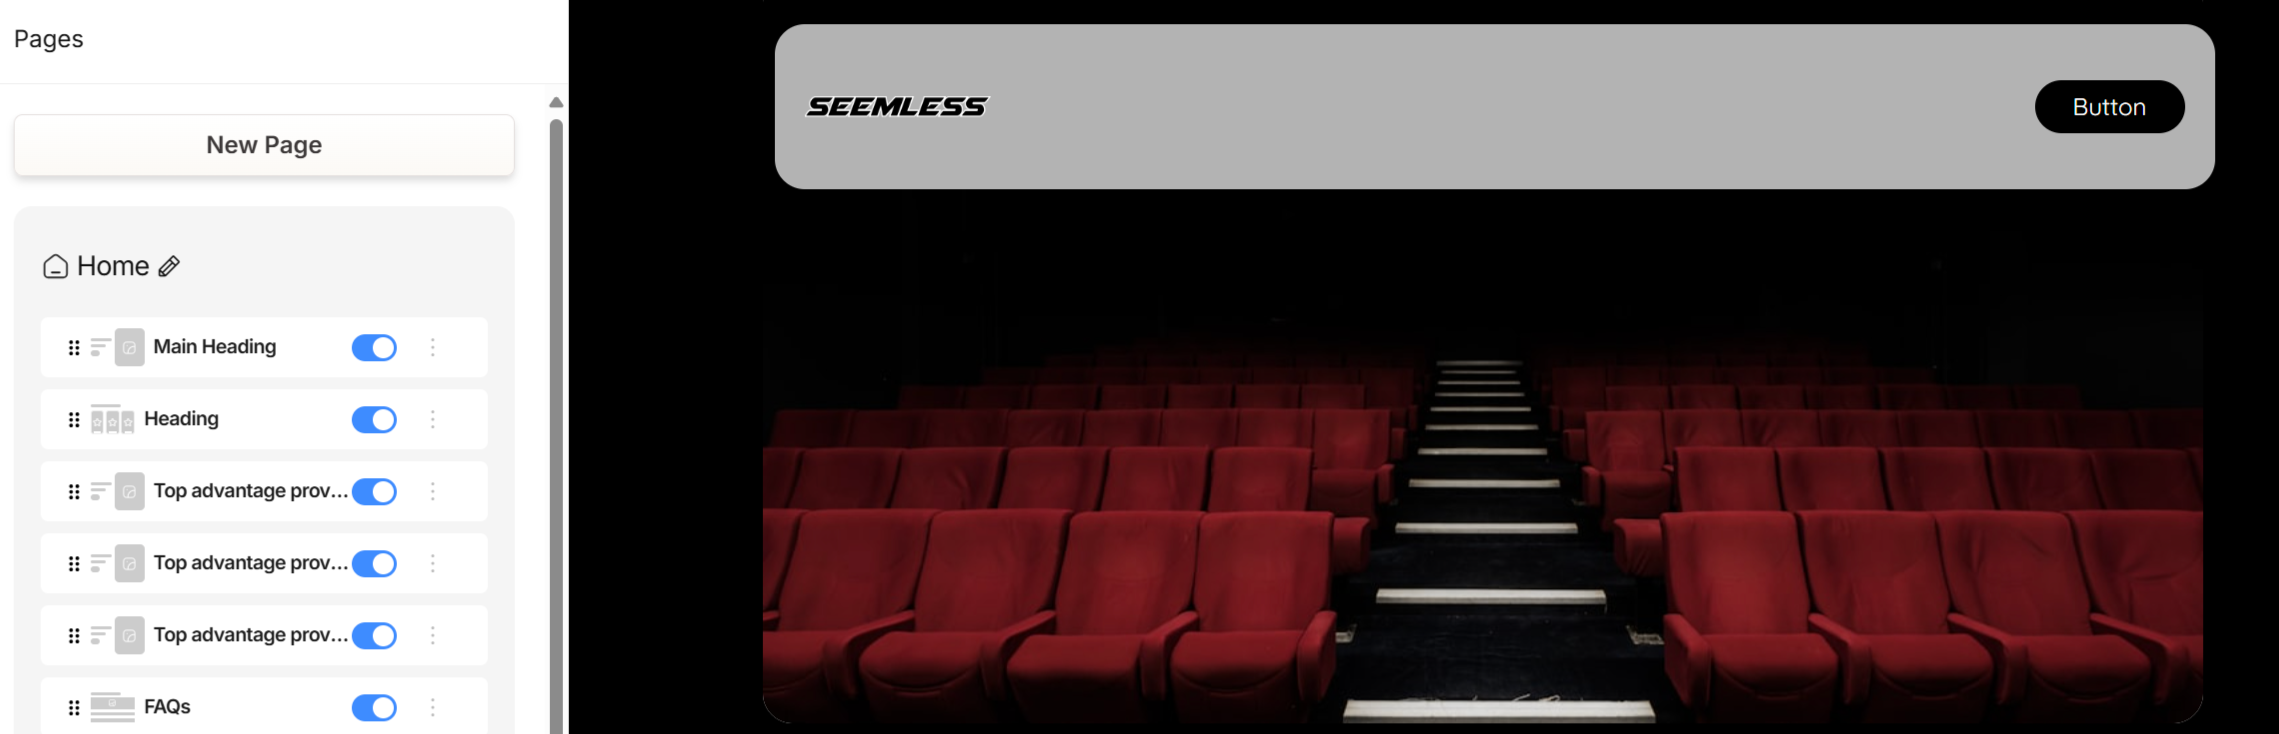 Pages
New Page
Home
Main Heading
Heading
Top advantage prov...
Top advantage prov...
Top advantage prov...
FAQs
SEEMLESS
Button